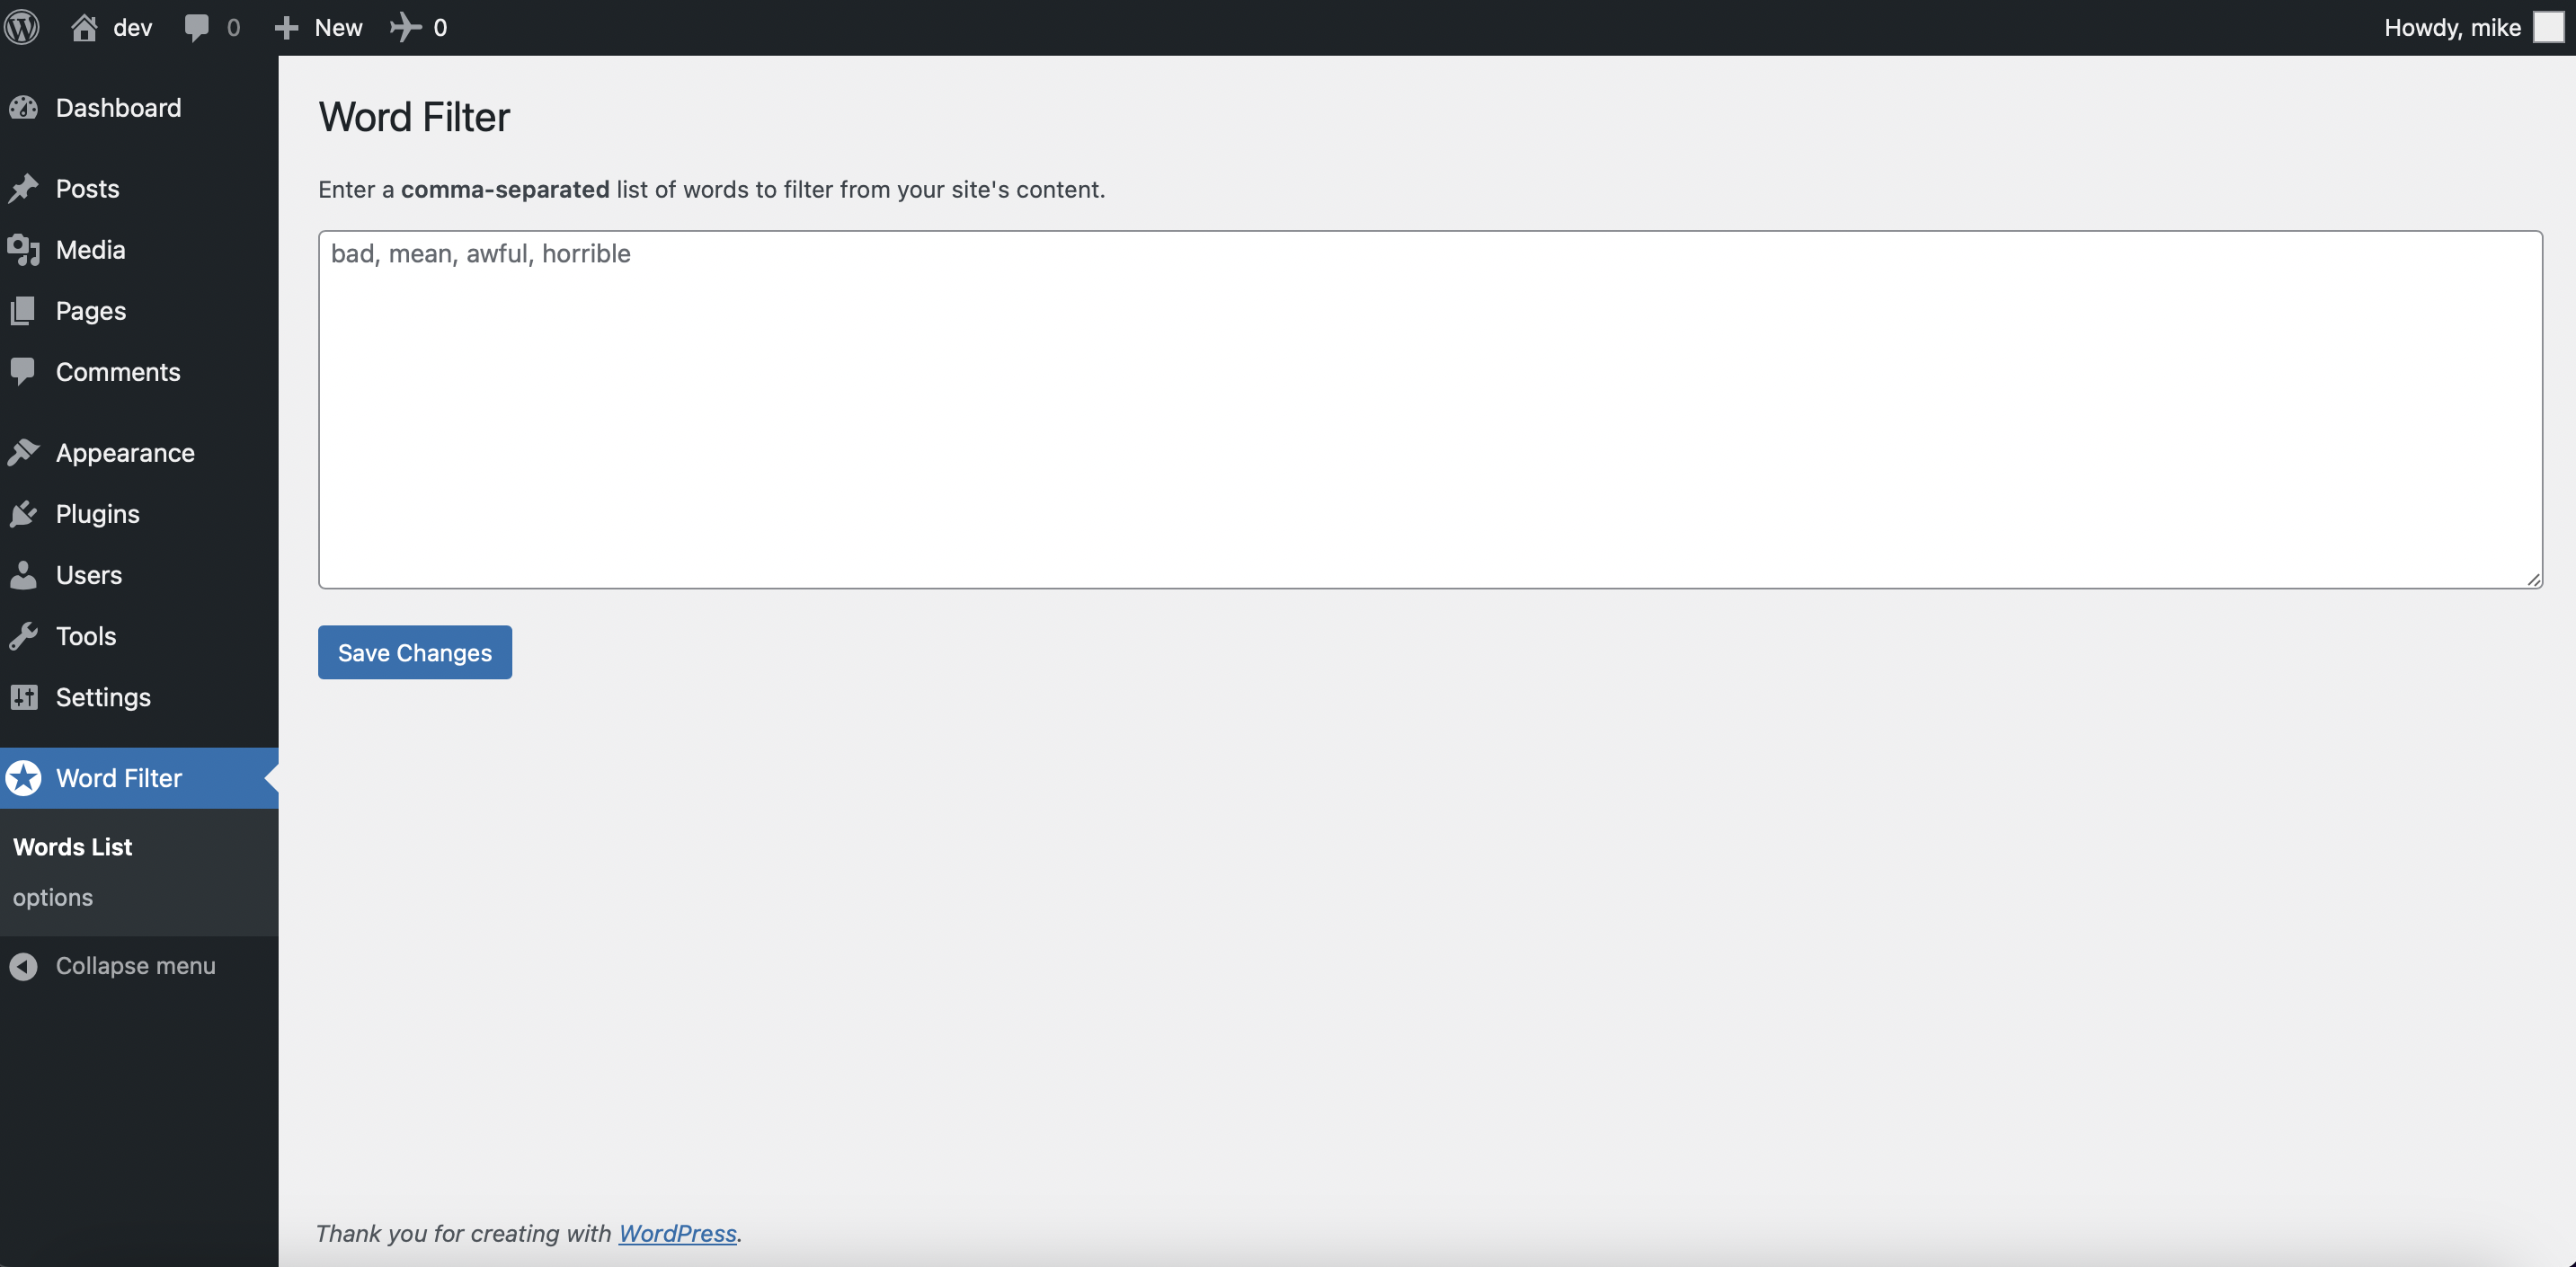 dev 0 New 0 Howdy, mike
Dashboard
Posts
Media
Pages
Comments
Appearance
Plugins
Users
Tools
Settings
Word Filter
Words List
options
Collapse menu
Word Filter
Enter a comma-separated list of words to filter from your site's content.
bad, mean, awful, horrible
Save Changes
Thank you for creating with WordPress.